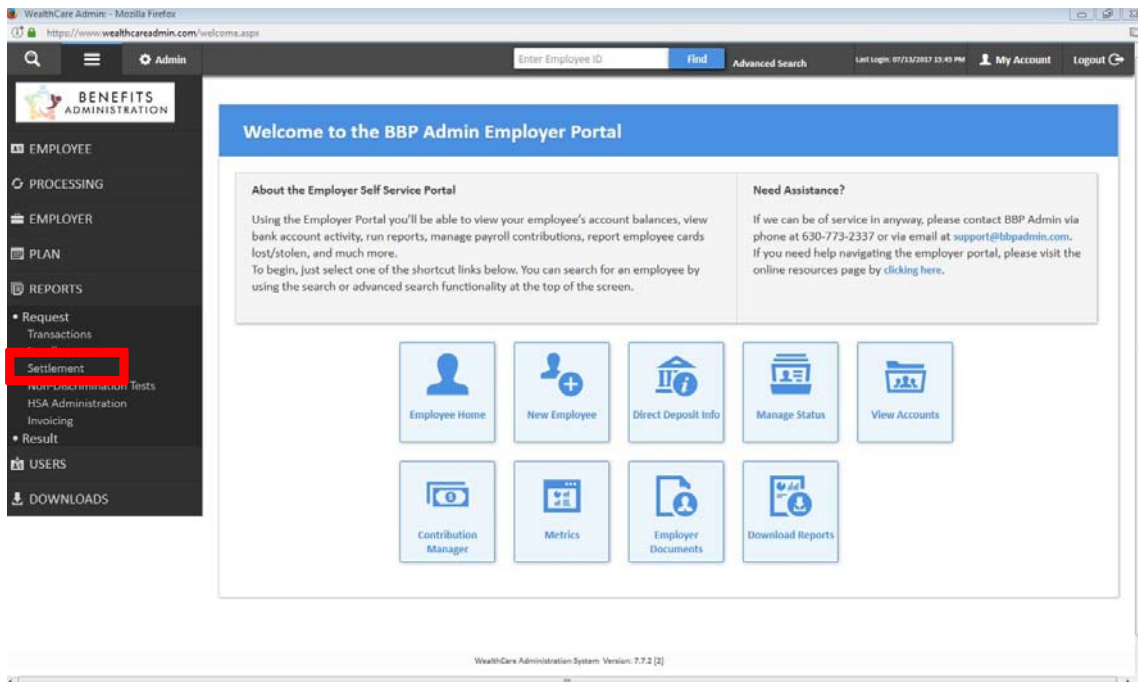 WealthCare Admin: - Mozilla Firefox
https://www.wealthcareadmin.com/welcome.aspx
Admin
Enter Employee ID
Find
Advanced Search
Last Login: 07/13/2017 13:43 PM
My Account
Logout
BENEFITS
ADMINISTRATION
EMPLOYEE
PROCESSING
EMPLOYER
PLAN
REPORTS
• Request
Transactions
Settlement
Non-Discrimination Tests
HSA Administration
Invoicing
• Result
USERS
DOWNLOADS
Welcome to the BBP Admin Employer Portal
About the Employer Self Service Portal
Using the Employer Portal you'll be able to view your employee's account balances, view
bank account activity, run reports, manage payroll contributions, report employee cards
lost/stolen, and much more.
To begin, just select one of the shortcut links below. You can search for an employee by
using the search or advanced search functionality at the top of the screen.
Need Assistance?
If we can be of service in anyway, please contact BBP Admin via
phone at 630-773-2337 or via email at support@bbpadmin.com.
If you need help navigating the employer portal, please visit the
online resources page by clicking here.
Employee Home
New Employee
Direct Deposit Info
Manage Status
View Accounts
Contribution
Manager
Metrics
Employer
Documents
Download Reports
WealthCare Administration System Version: 7.7.2 [2]